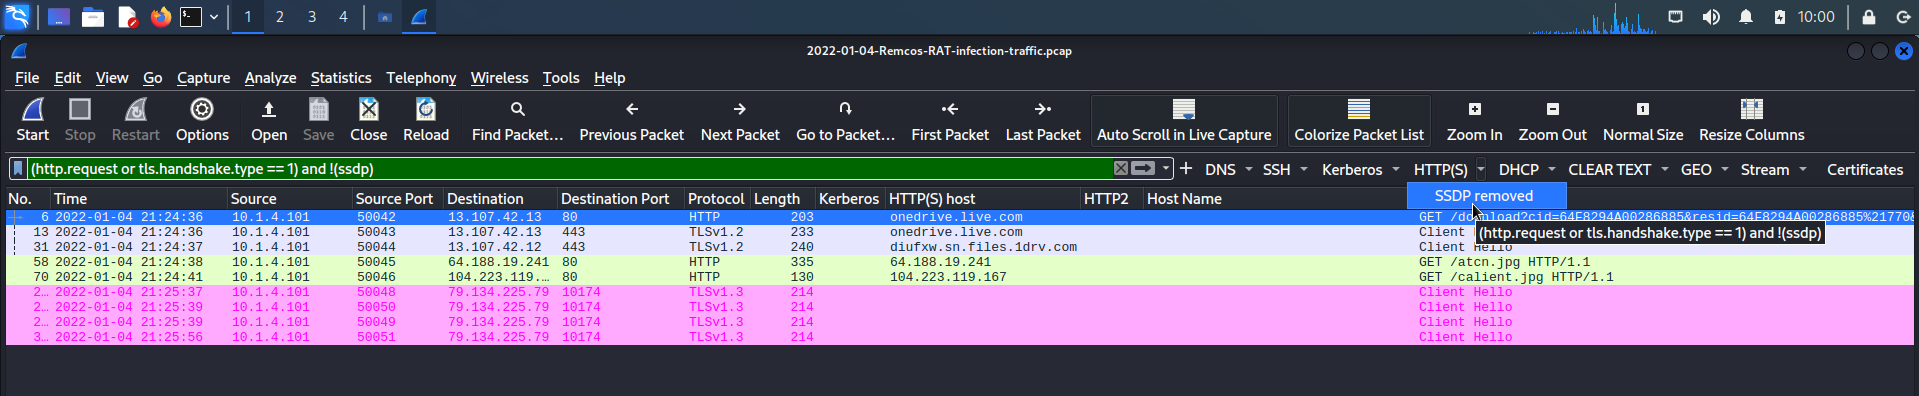 1 2 3 4 10:00
2022-01-04-Remcos-RAT-infection-traffic.pcap
File Edit View Go Capture Analyze Statistics Telephony Wireless Tools Help
Start Stop Restart Options Open Save Close Reload Find Packet... Previous Packet Next Packet Go to Packet... First Packet Last Packet Auto Scroll in Live Capture Colorize Packet List Zoom In Zoom Out Normal Size Resize Columns
(http.request or tls.handshake.type == 1) and !(ssdp) + DNS SSH Kerberos HTTP(S) DHCP CLEAR TEXT GEO Stream Certificates
No. Time Source Source Port Destination Destination Port Protocol Length Kerberos HTTP(S) host HTTP2 Host Name SSDP removed
6 2022-01-04 21:24:36 10.1.4.101 50042 13.107.42.13 80 HTTP 203 onedrive.live.com GET /download?cid=64F8294A00286885&resid=64F8294A00286885%21770&
13 2022-01-04 21:24:36 10.1.4.101 50043 13.107.42.13 443 TLSv1.2 233 onedrive.live.com Client (http.request or tls.handshake.type == 1) and !(ssdp)
31 2022-01-04 21:24:37 10.1.4.101 50044 13.107.42.12 443 TLSv1.2 240 diufxw.sn.files.1drv.com Client Hello
58 2022-01-04 21:24:38 10.1.4.101 50045 64.188.19.241 80 HTTP 335 64.188.19.241 GET /atcn.jpg HTTP/1.1
70 2022-01-04 21:24:41 10.1.4.101 50046 104.223.119.... 80 HTTP 130 104.223.119.167 GET /calient.jpg HTTP/1.1
2... 2022-01-04 21:25:37 10.1.4.101 50048 79.134.225.79 10174 TLSv1.3 214 Client Hello
2... 2022-01-04 21:25:39 10.1.4.101 50050 79.134.225.79 10174 TLSv1.3 214 Client Hello
2... 2022-01-04 21:25:39 10.1.4.101 50049 79.134.225.79 10174 TLSv1.3 214 Client Hello
3... 2022-01-04 21:25:56 10.1.4.101 50051 79.134.225.79 10174 TLSv1.3 214 Client Hello